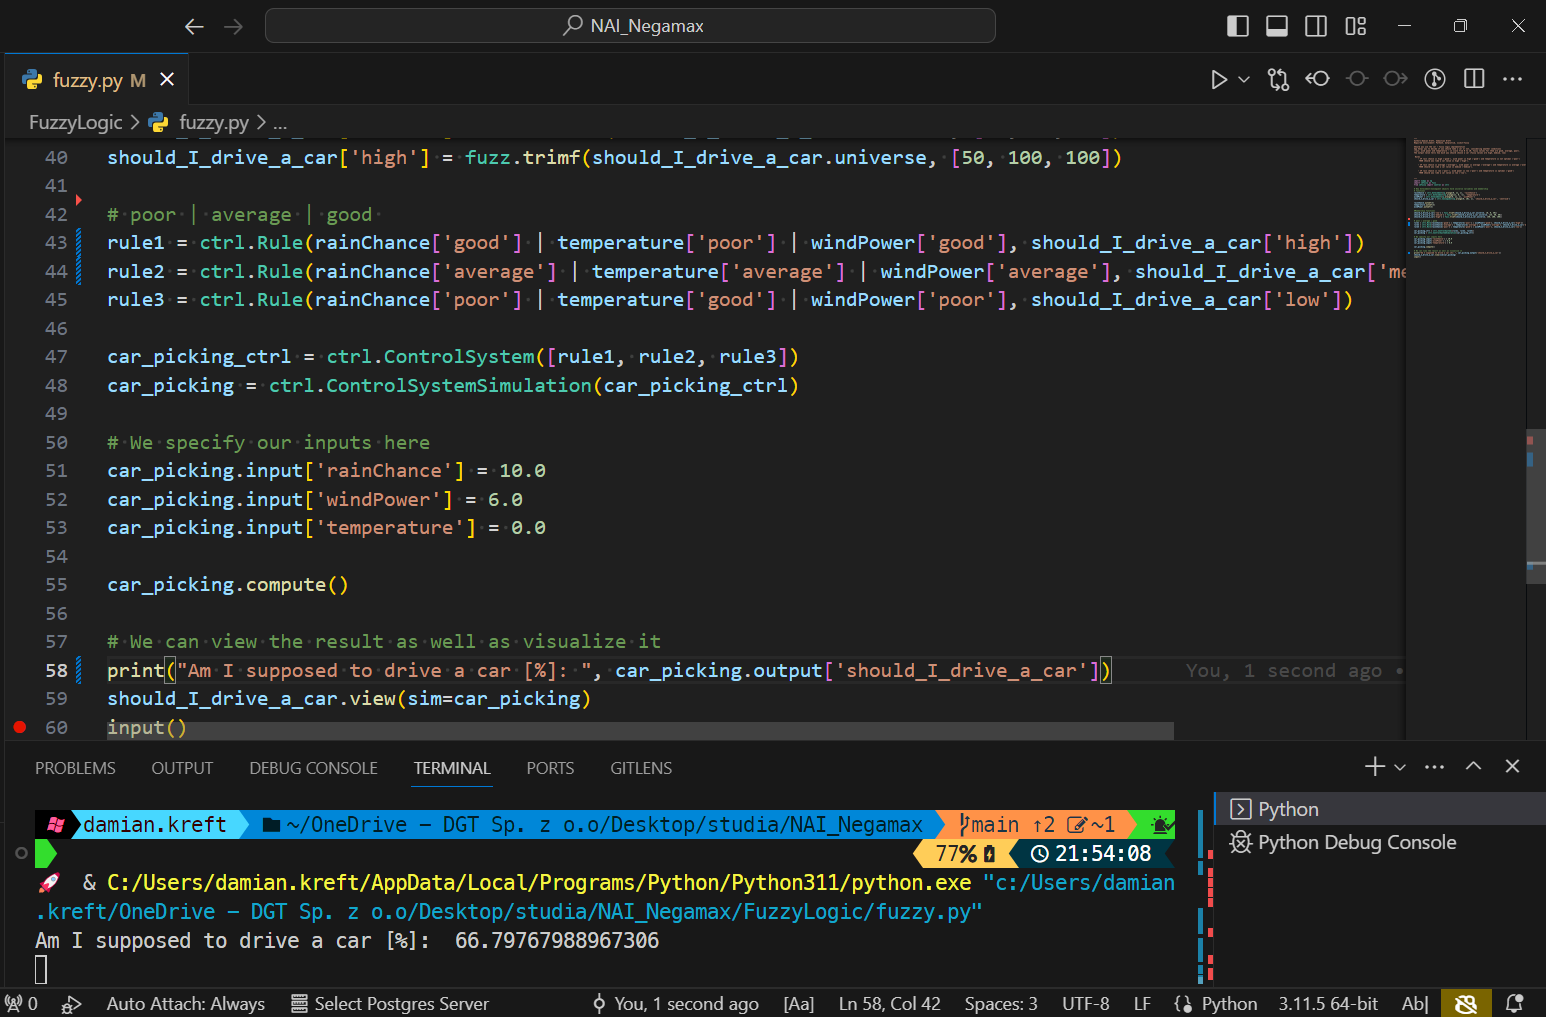 NAI_Negamax
fuzzy.py M
FuzzyLogic > fuzzy.py > ...
40 should_I_drive_a_car['high'] = fuzz.trimf(should_I_drive_a_car.universe, [50, 100, 100])
41
42 # poor | average | good
43 rule1 = ctrl.Rule(rainChance['good'] | temperature['poor'] | windPower['good'], should_I_drive_a_car['high'])
44 rule2 = ctrl.Rule(rainChance['average'] | temperature['average'] | windPower['average'], should_I_drive_a_car['me
45 rule3 = ctrl.Rule(rainChance['poor'] | temperature['good'] | windPower['poor'], should_I_drive_a_car['low'])
46
47 car_picking_ctrl = ctrl.ControlSystem([rule1, rule2, rule3])
48 car_picking = ctrl.ControlSystemSimulation(car_picking_ctrl)
49
50 # We specify our inputs here
51 car_picking.input['rainChance'] = 10.0
52 car_picking.input['windPower'] = 6.0
53 car_picking.input['temperature'] = 0.0
54
55 car_picking.compute()
56
57 # We can view the result as well as visualize it
58 print("Am I supposed to drive a car [%]: ", car_picking.output['should_I_drive_a_car']) You, 1 second ago •
59 should_I_drive_a_car.view(sim=car_picking)
60 input()
PROBLEMS OUTPUT DEBUG CONSOLE TERMINAL PORTS GITLENS
damian.kreft ~/OneDrive - DGT Sp. z o.o/Desktop/studia/NAI_Negamax main ↑2 ~1
77% 21:54:08
& C:/Users/damian.kreft/AppData/Local/Programs/Python/Python311/python.exe "c:/Users/damian
.kreft/OneDrive - DGT Sp. z o.o/Desktop/studia/NAI_Negamax/FuzzyLogic/fuzzy.py"
Am I supposed to drive a car [%]:  66.79767988967306
Python
Python Debug Console
0 Auto Attach: Always Select Postgres Server You, 1 second ago [Aa] Ln 58, Col 42 Spaces: 3 UTF-8 LF Python 3.11.5 64-bit Ab|